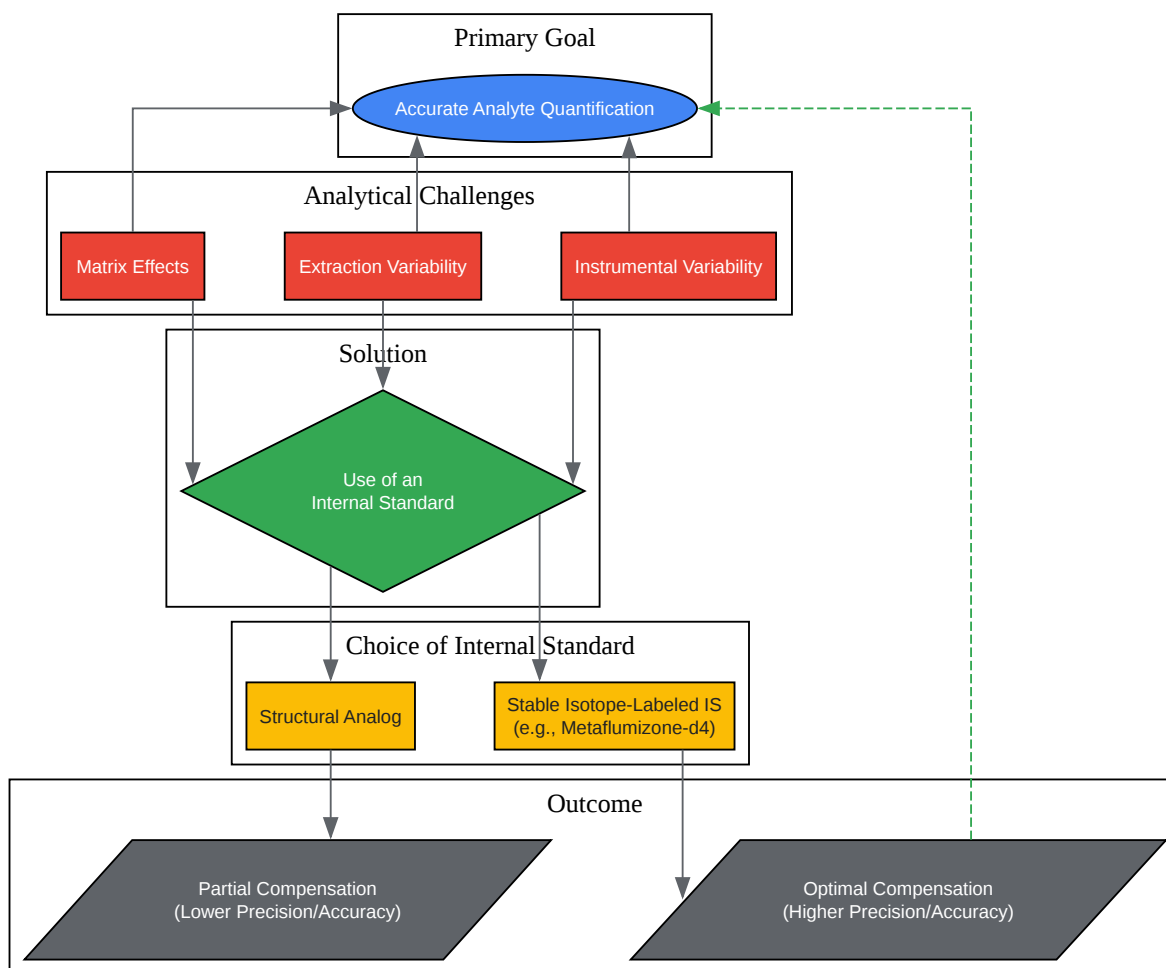 Primary Goal
Accurate Analyte Quantification
Analytical Challenges
Matrix Effects
Extraction Variability
Instrumental Variability
Solution
Use of an
Internal Standard
Choice of Internal Standard
Structural Analog
Stable Isotope-Labeled IS
(e.g., Metaflumizone-d4)
Outcome
Partial Compensation
(Lower Precision/Accuracy)
Optimal Compensation
(Higher Precision/Accuracy)